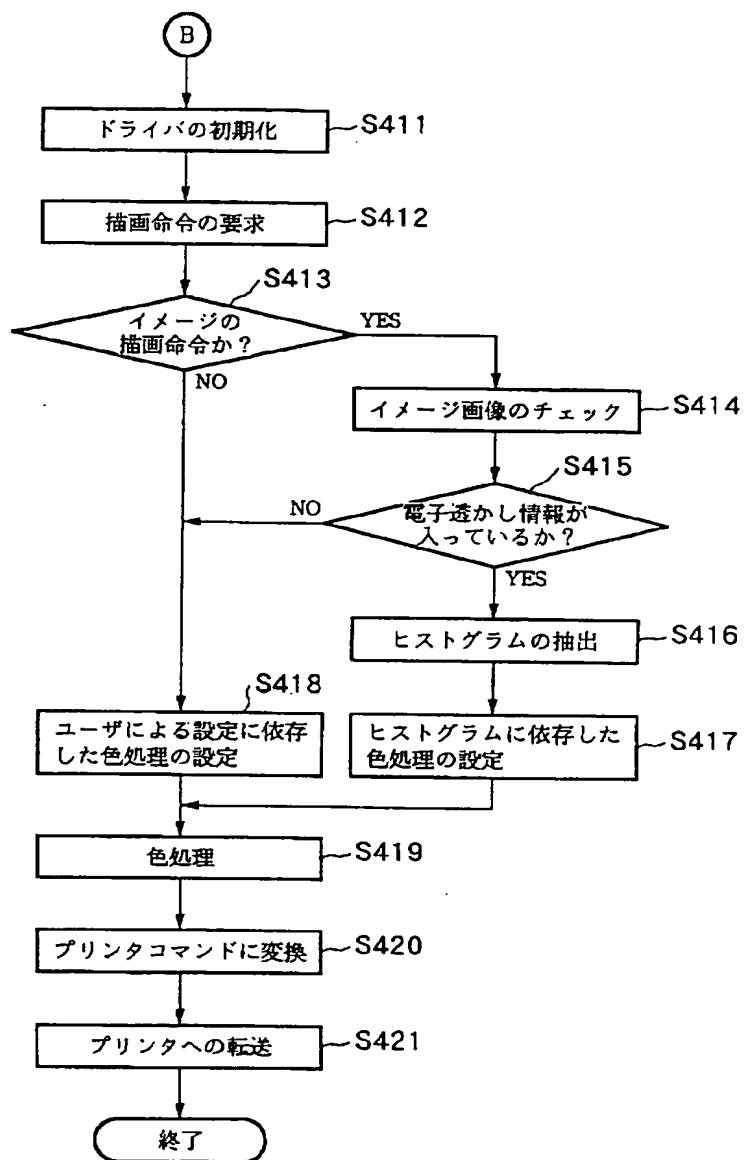 B
ドライバの初期化
S411
描画命令の要求
S412
S413
イメージの
描画命令か？
YES
NO
イメージ画像のチェック
S414
S415
電子透かし情報が
入っているか？
NO
YES
ヒストグラムの抽出
S416
S418
ユーザによる設定に依存
した色処理の設定
ヒストグラムに依存した
色処理の設定
S417
色処理
S419
プリンタコマンドに変換
S420
プリンタへの転送
S421
終了